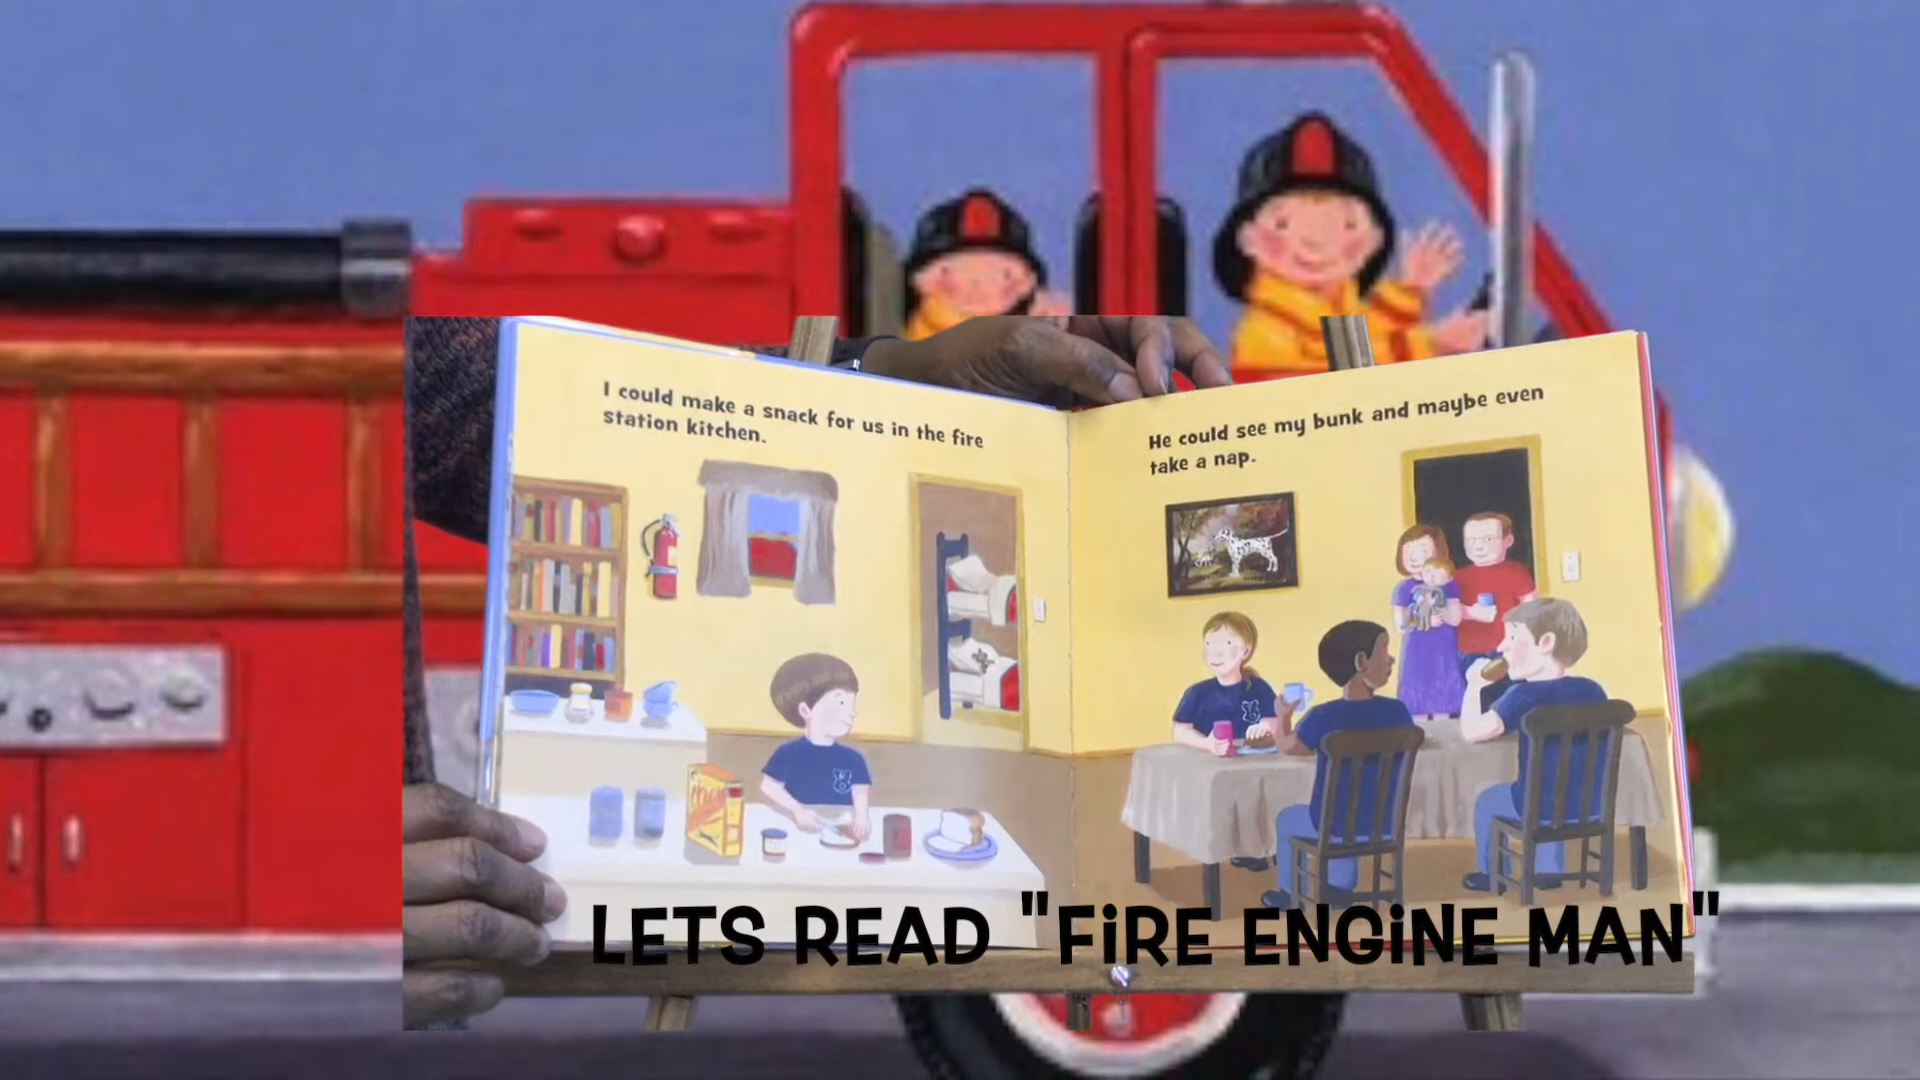 I could make a snack for us in the fire
station kitchen.
He could see my bunk and maybe even
take a nap.
LETS READ "FIRE ENGINE MAN"